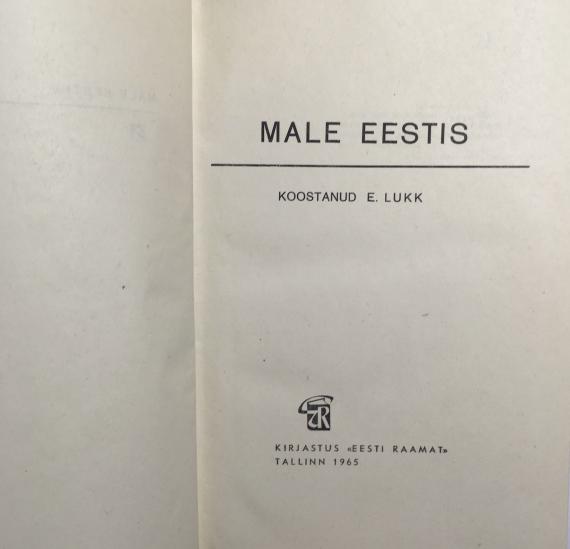 MALE EESTIS
KOOSTANUD E. LUKK
KIRJASTUS «EESTI RAAMAT»
TALLINN 1965